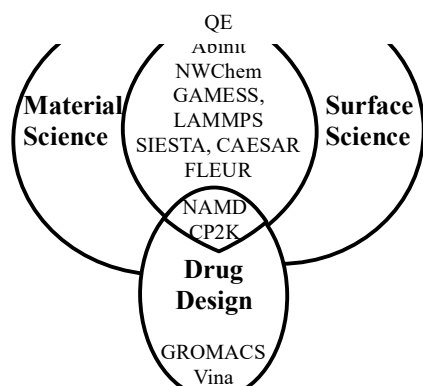 QE
Abinit
NWChem
GAMESS,
LAMMPS
SIESTA, CAESAR
FLEUR
Material
Science
Surface
Science
NAMD
CP2K
Drug
Design
GROMACS
Vina